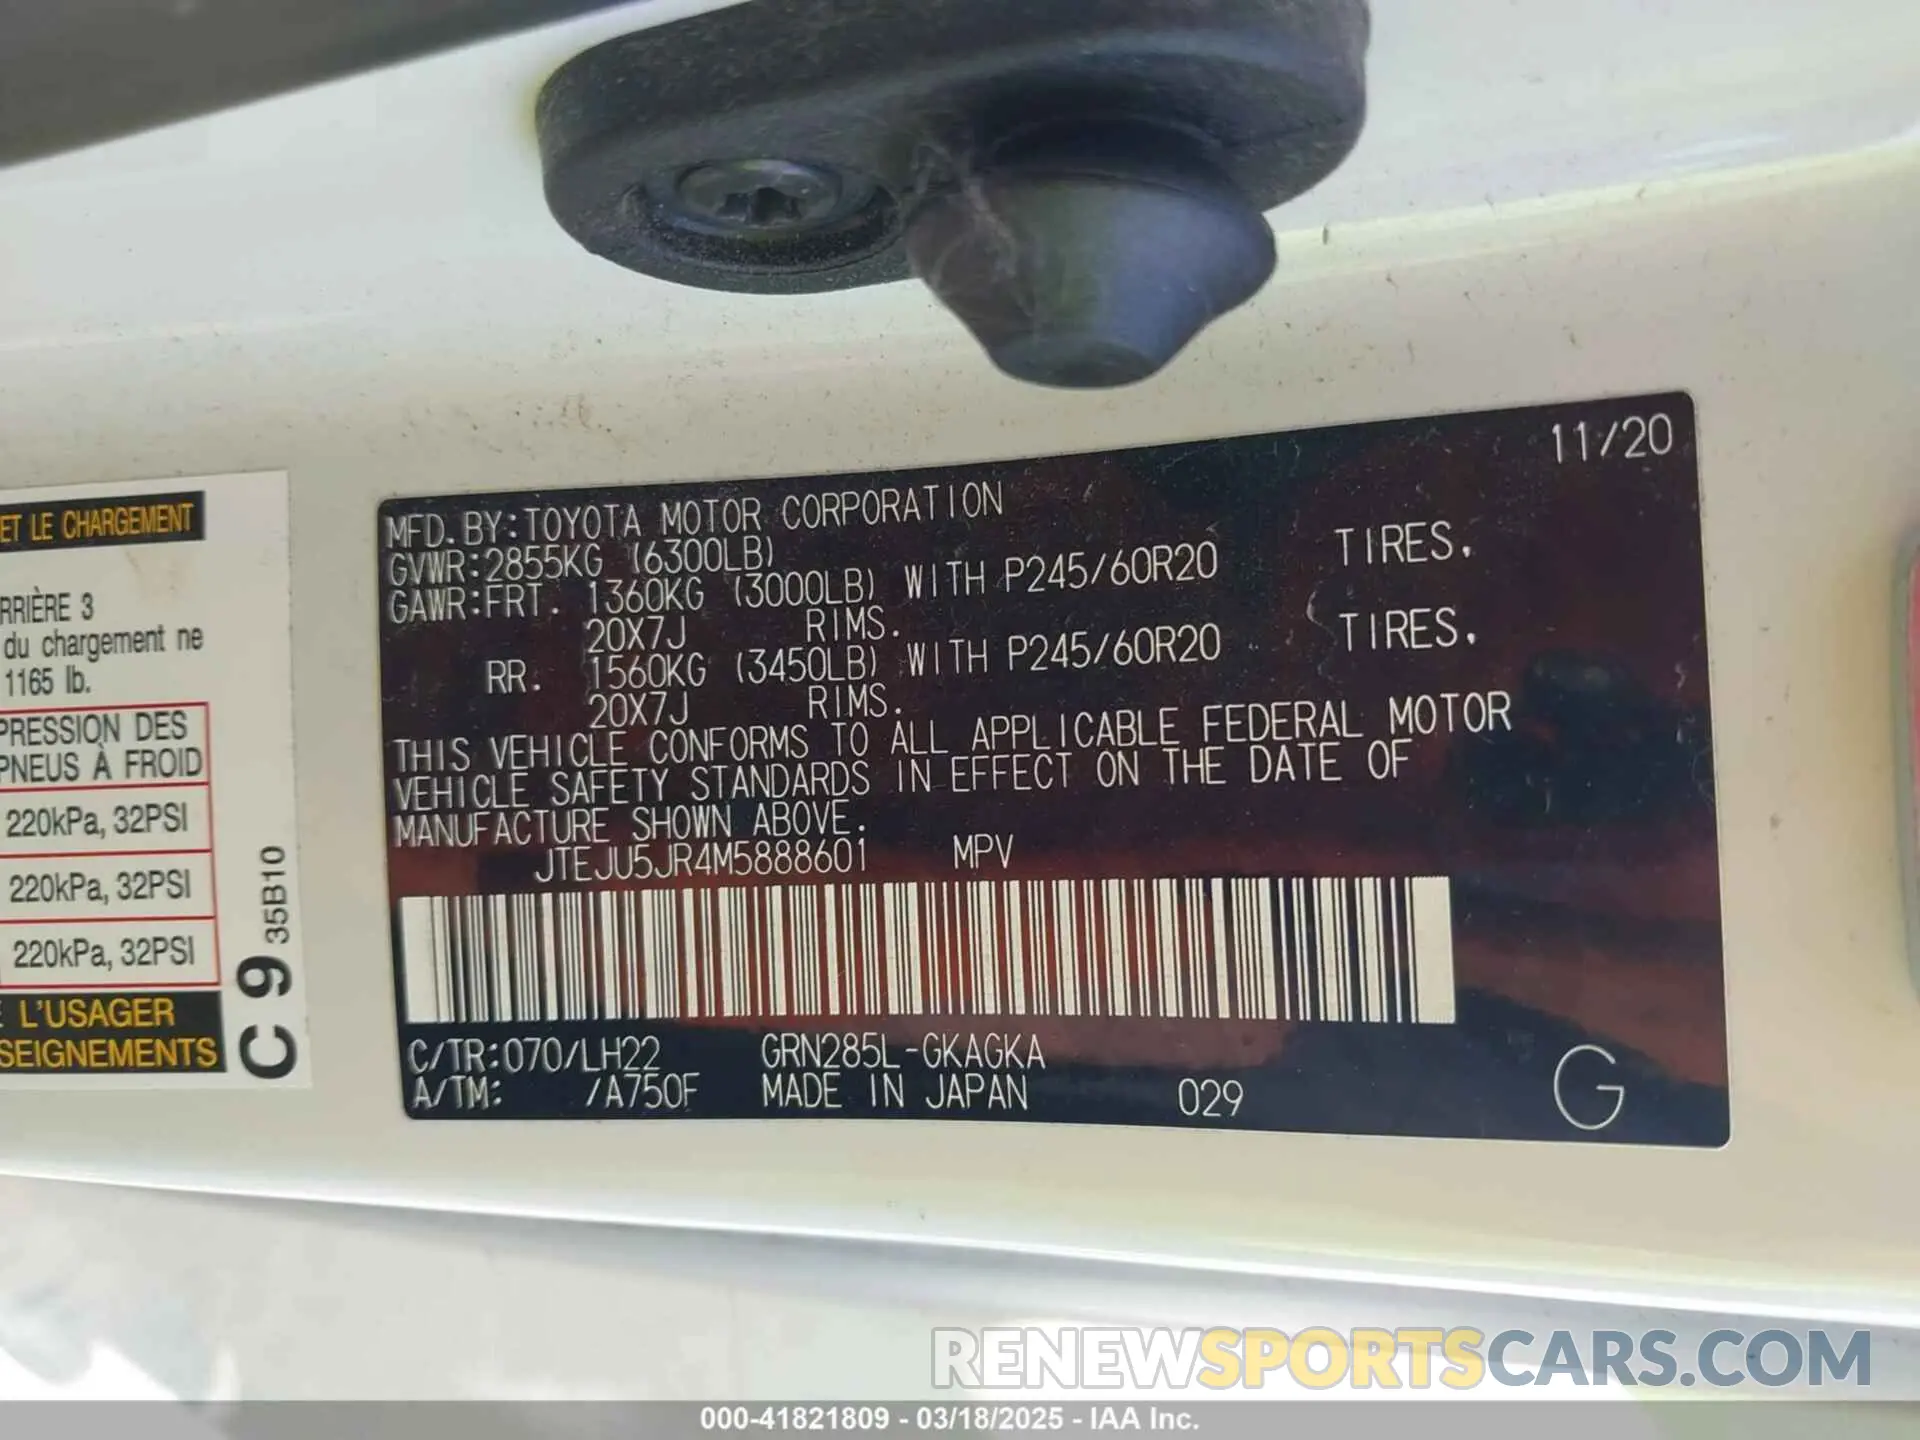 11/20
MFD.BY:TOYOTA MOTOR CORPORATION
GVWR:2855KG (6300LB)
GAWR:FRT. 1360KG (3000LB) WITH P245/60R20 TIRES.
20X7J RIMS.
RR. 1560KG (3450LB) WITH P245/60R20 TIRES.
20X7J RIMS.
THIS VEHICLE CONFORMS TO ALL APPLICABLE FEDERAL MOTOR
VEHICLE SAFETY STANDARDS IN EFFECT ON THE DATE OF
MANUFACTURE SHOWN ABOVE.
JTEJU5JR4M5888601 MPV
C/TR:070/LH22 GRN285L-GKAGKA
A/TM: /A750F MADE IN JAPAN 029 G
ET LE CHARGEMENT
RRIÈRE 3
du chargement ne
1165 lb.
PRESSION DES
PNEUS À FROID
220kPa, 32PSI
220kPa, 32PSI
220kPa, 32PSI
L'USAGER
SEIGNEMENTS
C 9 35B10
RENEWSPORTSCARS.COM
000-41821809 - 03/18/2025 - IAA Inc.